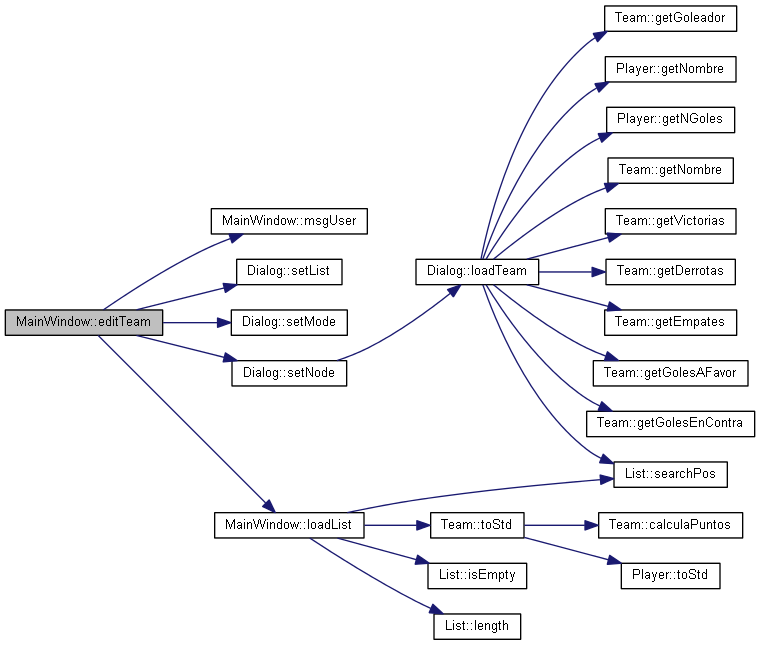 Team::getGoleador
Player::getNombre
Player::getNGoles
Team::getNombre
MainWindow::msgUser
Team::getVictorias
Dialog::setList
Dialog::loadTeam
Team::getDerrotas
MainWindow::editTeam
Dialog::setMode
Team::getEmpates
Dialog::setNode
Team::getGolesAFavor
Team::getGolesEnContra
List::searchPos
MainWindow::loadList
Team::toStd
Team::calculaPuntos
List::isEmpty
Player::toStd
List::length